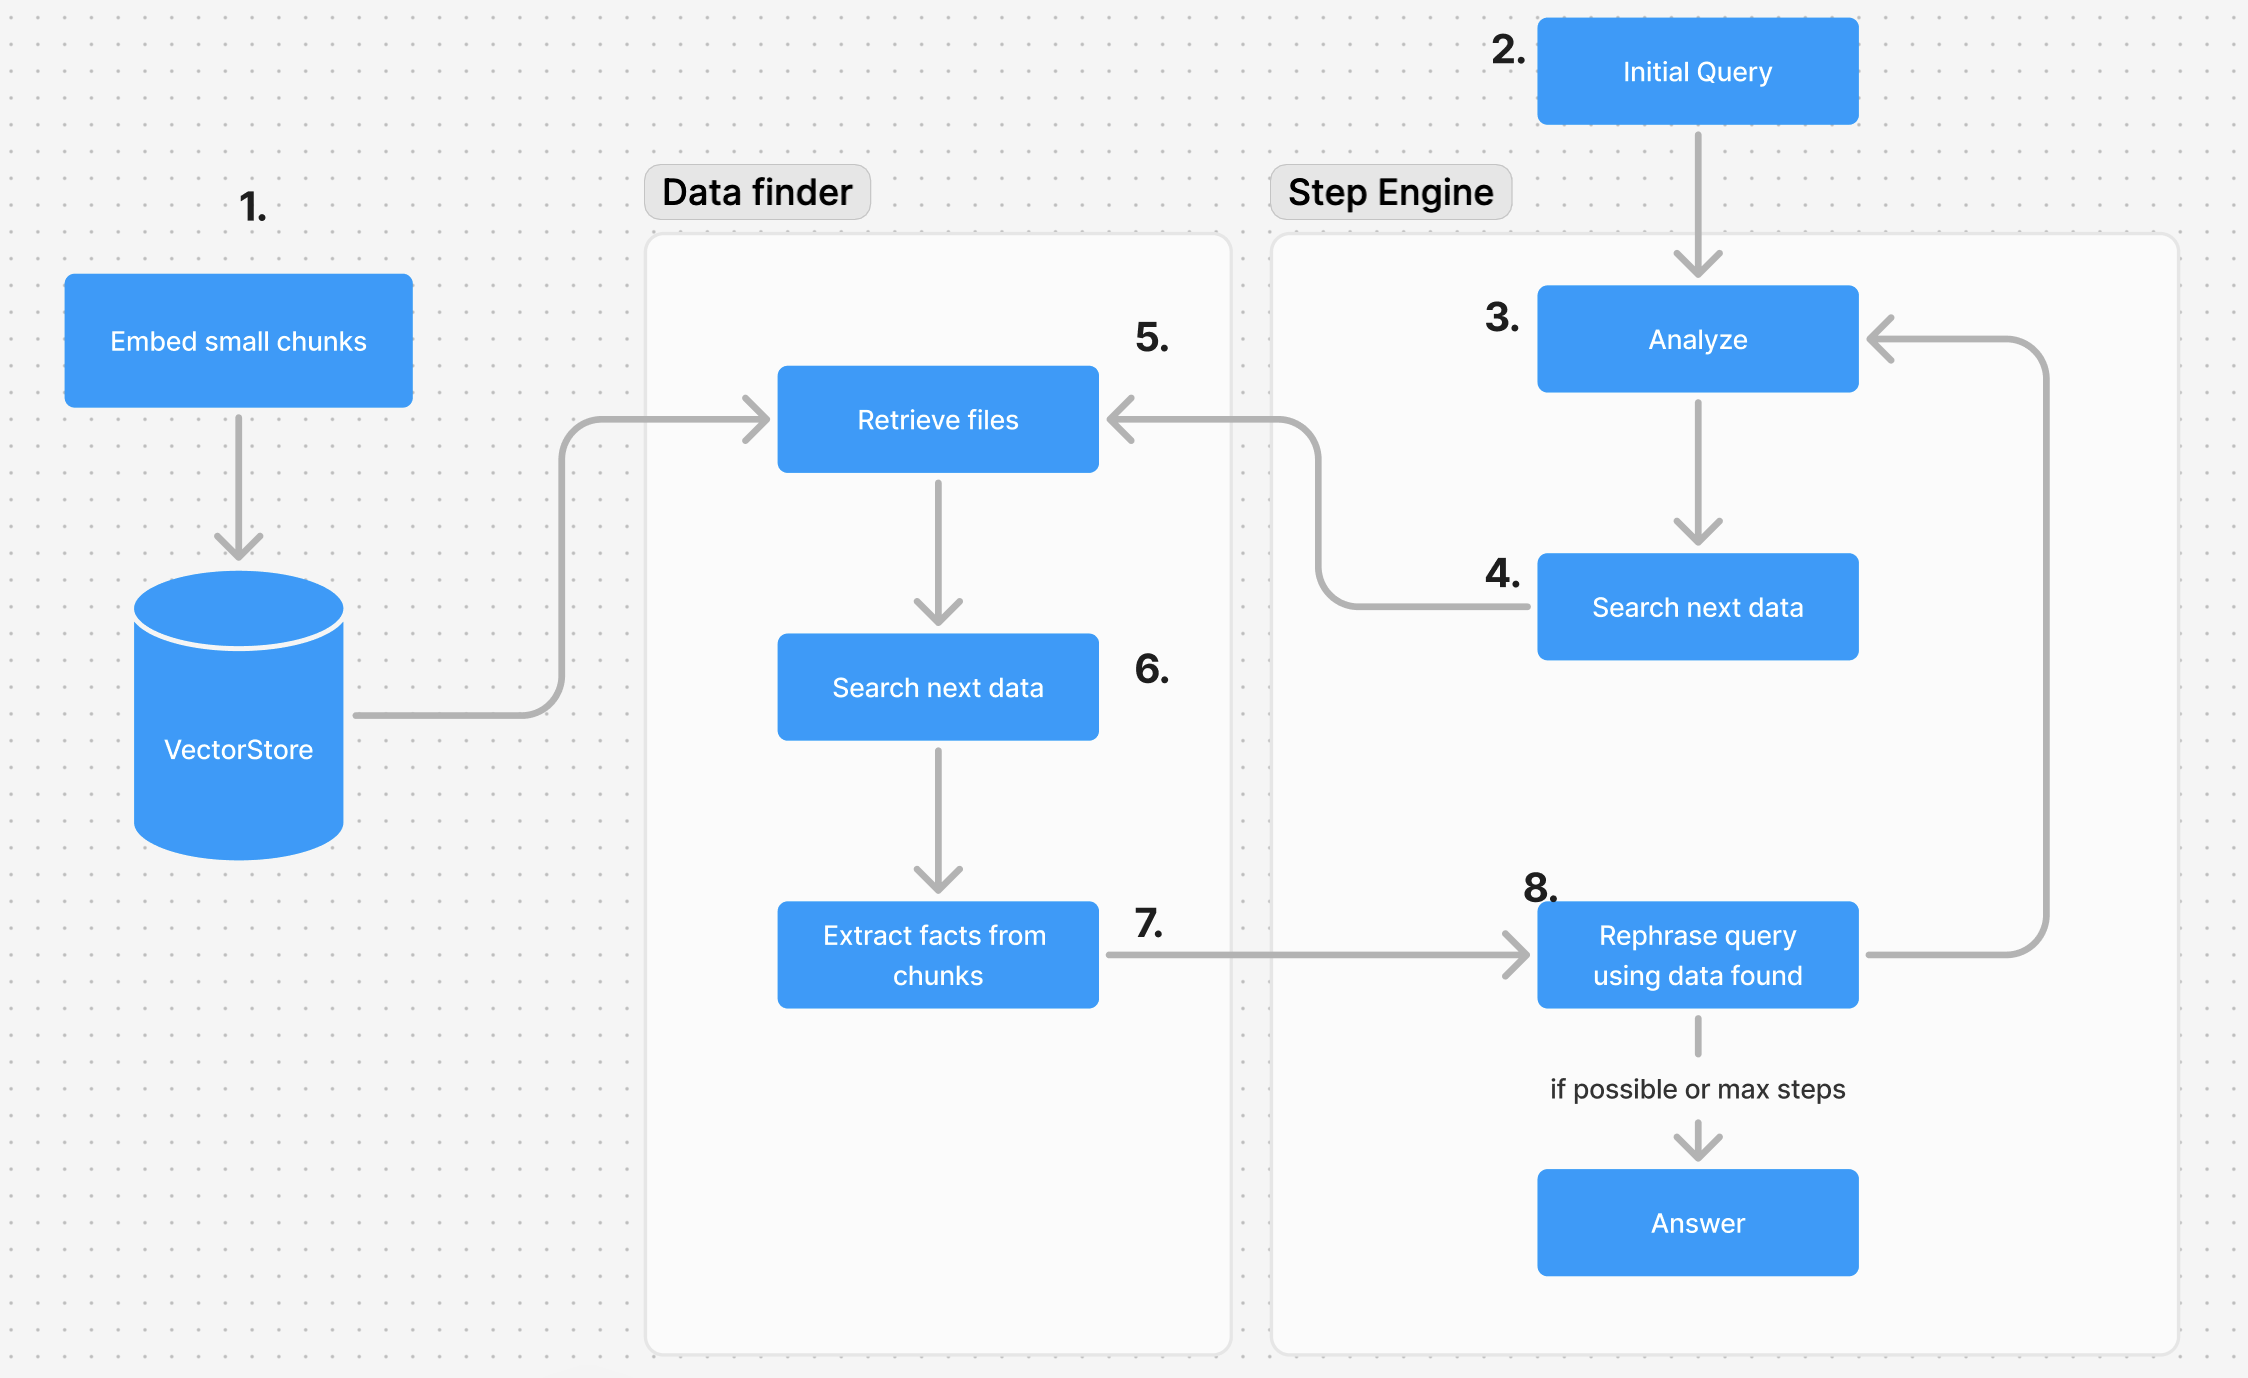 2.
Initial Query
Data finder
Step Engine
1.
Embed small chunks
VectorStore
3.
Analyze
4.
Search next data
5.
Retrieve files
6.
Search next data
7.
Extract facts from
chunks
8.
Rephrase query
using data found
if possible or max steps
Answer